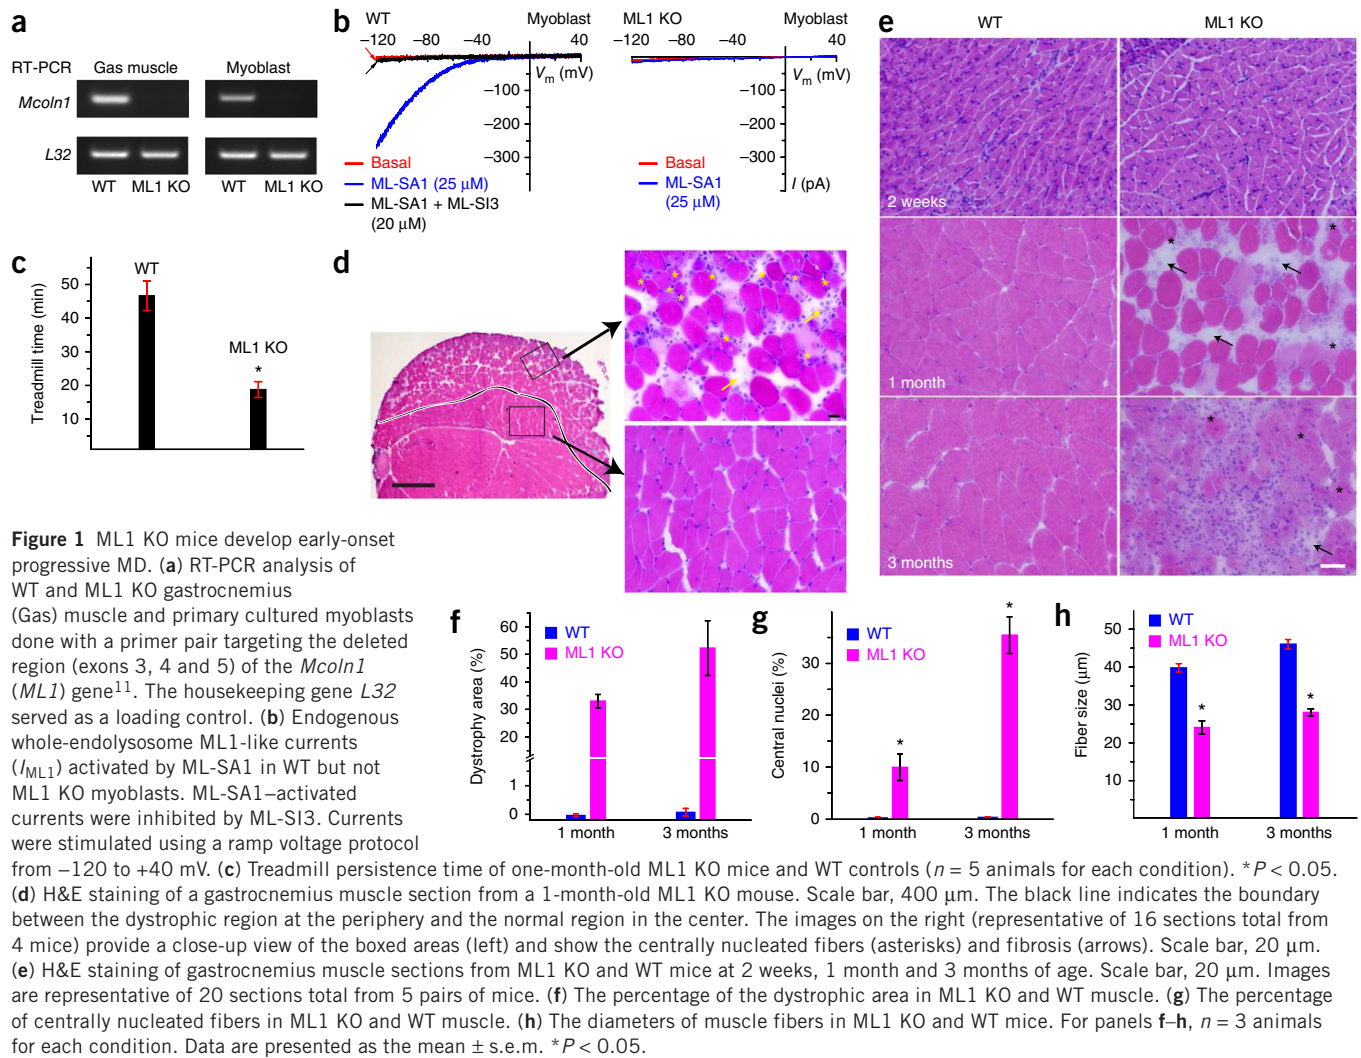 a
RT-PCR
Gas muscle
Myoblast
Mcoln1
L32
WT
ML1 KO
WT
ML1 KO
b
WT
Myoblast
−120
−80
−40
40
Vm (mV)
−100
−200
−300
Basal
ML-SA1 (25 µM)
ML-SA1 + ML-SI3
(20 µM)
ML1 KO
Myoblast
−120
−80
−40
40
Vm (mV)
−100
−200
−300
I (pA)
Basal
ML-SA1
(25 µM)
c
Treadmill time (min)
50
40
30
20
10
WT
ML1 KO
*
d
e
WT
ML1 KO
2 weeks
1 month
3 months
Figure 1 ML1 KO mice develop early-onset
progressive MD. (a) RT-PCR analysis of
WT and ML1 KO gastrocnemius
(Gas) muscle and primary cultured myoblasts
done with a primer pair targeting the deleted
region (exons 3, 4 and 5) of the Mcoln1
(ML1) gene11. The housekeeping gene L32
served as a loading control. (b) Endogenous
whole-endolysosome ML1-like currents
(IML1) activated by ML-SA1 in WT but not
ML1 KO myoblasts. ML-SA1–activated
currents were inhibited by ML-SI3. Currents
were stimulated using a ramp voltage protocol
f
Dystrophy area (%)
60
50
40
30
20
1
0
WT
ML1 KO
1 month
3 months
g
Central nuclei (%)
30
20
10
0
WT
ML1 KO
*
*
1 month
3 months
h
Fiber size (µm)
50
40
30
20
10
WT
ML1 KO
*
*
1 month
3 months
from −120 to +40 mV. (c) Treadmill persistence time of one-month-old ML1 KO mice and WT controls (n = 5 animals for each condition). *P < 0.05.
(d) H&E staining of a gastrocnemius muscle section from a 1-month-old ML1 KO mouse. Scale bar, 400 µm. The black line indicates the boundary
between the dystrophic region at the periphery and the normal region in the center. The images on the right (representative of 16 sections total from
4 mice) provide a close-up view of the boxed areas (left) and show the centrally nucleated fibers (asterisks) and fibrosis (arrows). Scale bar, 20 µm.
(e) H&E staining of gastrocnemius muscle sections from ML1 KO and WT mice at 2 weeks, 1 month and 3 months of age. Scale bar, 20 µm. Images
are representative of 20 sections total from 5 pairs of mice. (f) The percentage of the dystrophic area in ML1 KO and WT muscle. (g) The percentage
of centrally nucleated fibers in ML1 KO and WT muscle. (h) The diameters of muscle fibers in ML1 KO and WT mice. For panels f–h, n = 3 animals
for each condition. Data are presented as the mean ± s.e.m. *P < 0.05.